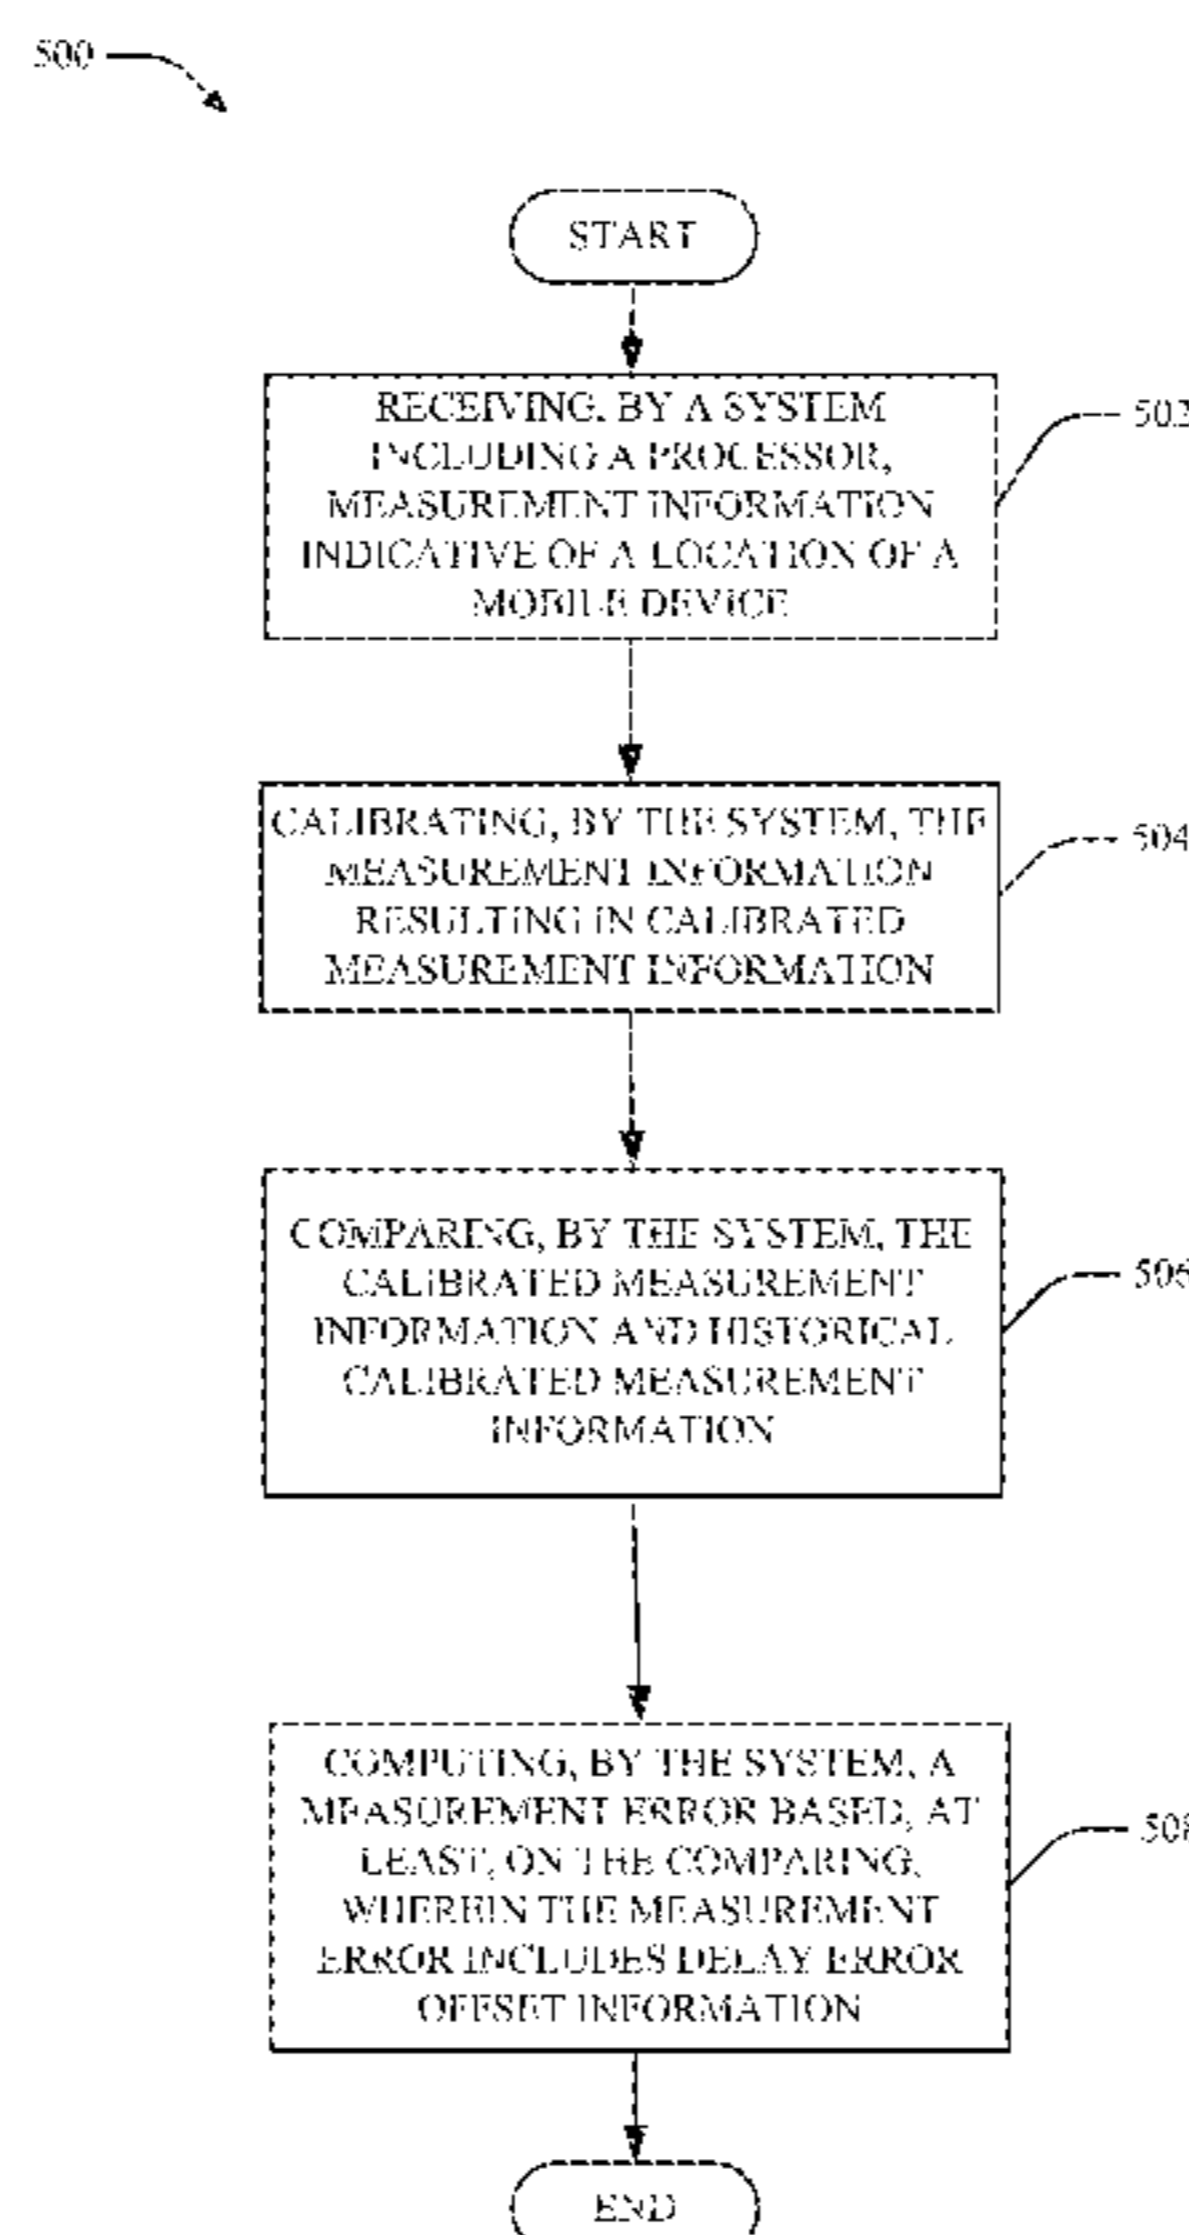 500
START
RECEIVING, BY A SYSTEM
INCLUDING A PROCESSOR,
MEASUREMENT INFORMATION
INDICATIVE OF A LOCATION OF A
MOBILE DEVICE
502
CALIBRATING, BY THE SYSTEM, THE
MEASUREMENT INFORMATION
RESULTING IN CALIBRATED
MEASUREMENT INFORMATION
504
COMPARING, BY THE SYSTEM, THE
CALIBRATED MEASUREMENT
INFORMATION AND HISTORICAL
CALIBRATED MEASUREMENT
INFORMATION
506
COMPUTING, BY THE SYSTEM, A
MEASUREMENT ERROR BASED, AT
LEAST, ON THE COMPARING,
WHEREIN THE MEASUREMENT
ERROR INCLUDES DELAY ERROR
OFFSET INFORMATION
508
END